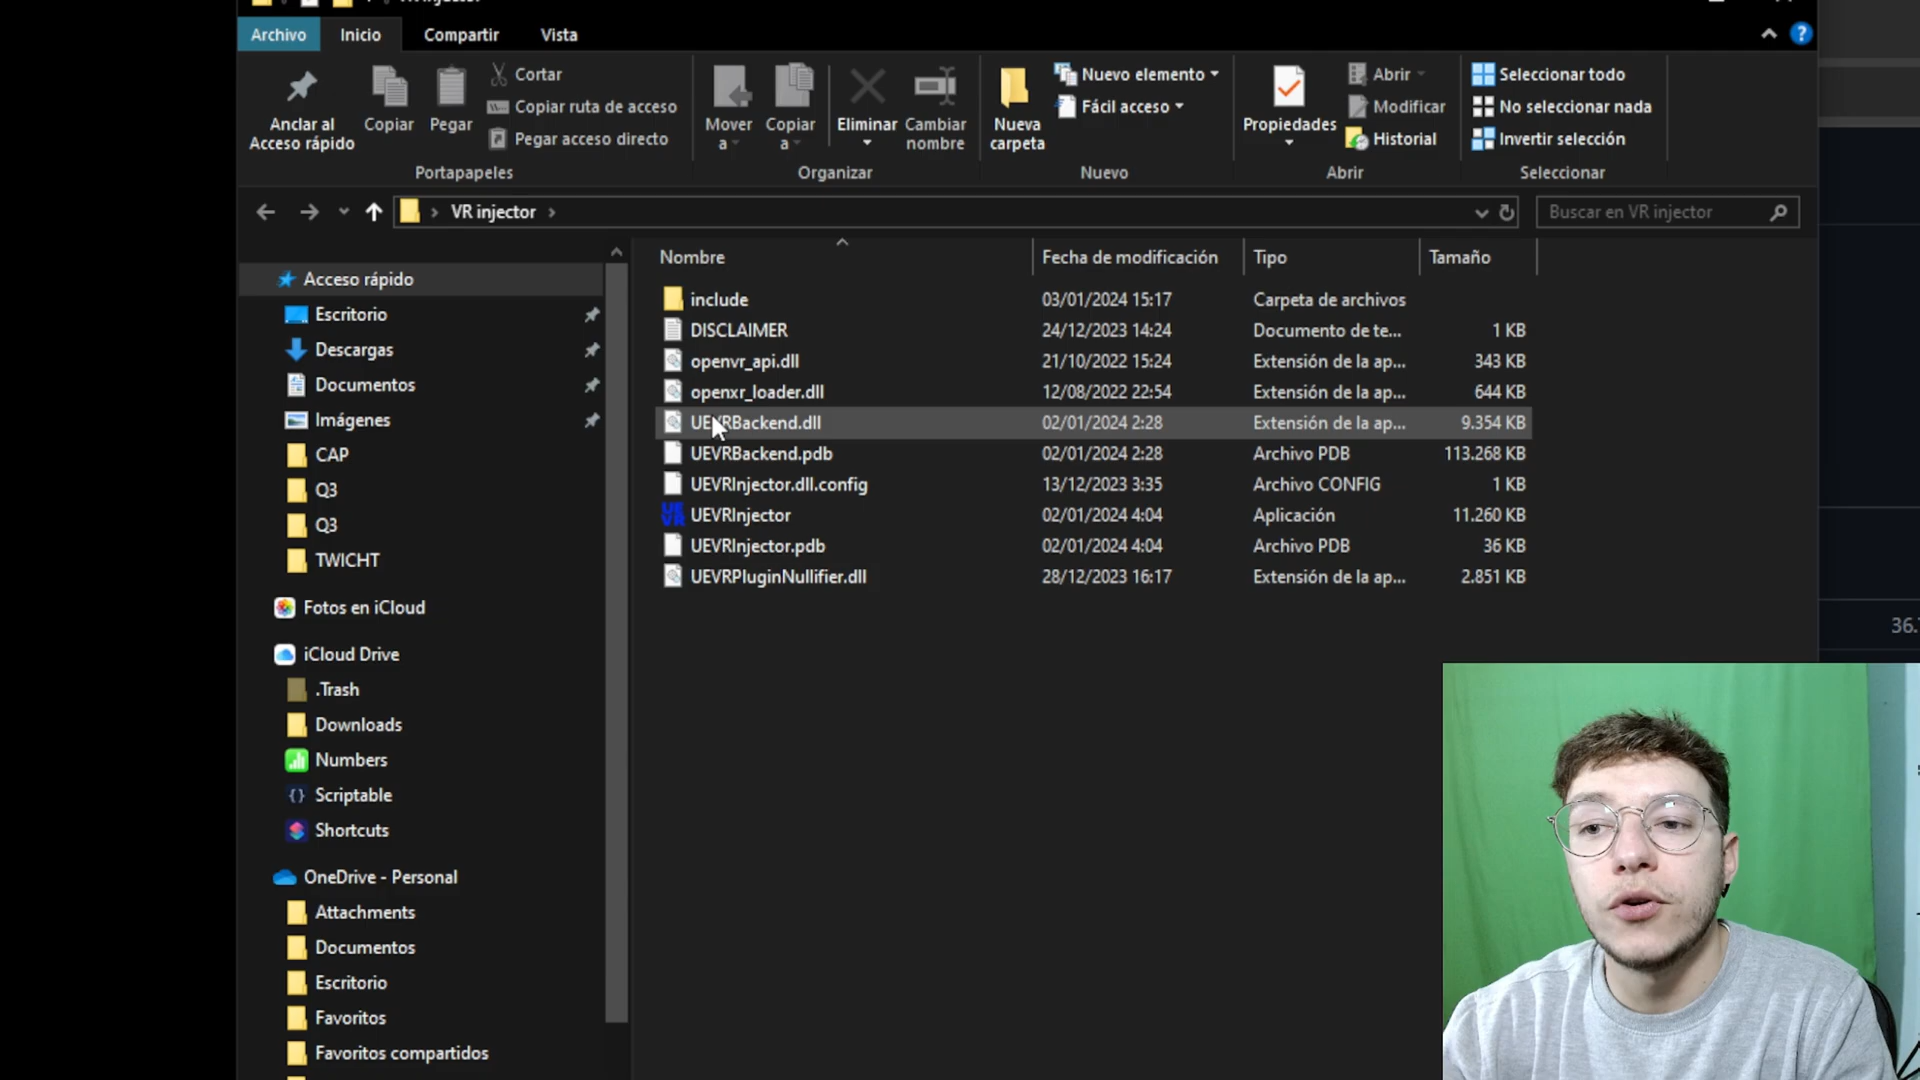 VR injector
Archivo Inicio Compartir Vista
Anclar al Acceso rápido
Copiar
Pegar
Cortar
Copiar ruta de acceso
Pegar acceso directo
Portapapeles
Mover a
Copiar a
Eliminar
Cambiar nombre
Organizar
Nueva carpeta
Nuevo elemento
Fácil acceso
Nuevo
Propiedades
Abrir
Modificar
Historial
Abrir
Seleccionar todo
No seleccionar nada
Invertir selección
Seleccionar
VR injector
Buscar en VR injector
Acceso rápido
Escritorio
Descargas
Documentos
Imágenes
CAP
Q3
Q3
TWICHT
Fotos en iCloud
iCloud Drive
.Trash
Downloads
Numbers
Scriptable
Shortcuts
OneDrive - Personal
Attachments
Documentos
Escritorio
Favoritos
Favoritos compartidos
Nombre Fecha de modificación Tipo Tamaño
include 03/01/2024 15:17 Carpeta de archivos
DISCLAIMER 24/12/2023 14:24 Documento de te... 1 KB
openvr_api.dll 21/10/2022 15:24 Extensión de la ap... 343 KB
openxr_loader.dll 12/08/2022 22:54 Extensión de la ap... 644 KB
UEVRBackend.dll 02/01/2024 2:28 Extensión de la ap... 9.354 KB
UEVRBackend.pdb 02/01/2024 2:28 Archivo PDB 113.268 KB
UEVRInjector.dll.config 13/12/2023 3:35 Archivo CONFIG 1 KB
UEVRInjector 02/01/2024 4:04 Aplicación 11.260 KB
UEVRInjector.pdb 02/01/2024 4:04 Archivo PDB 36 KB
UEVRPluginNullifier.dll 28/12/2023 16:17 Extensión de la ap... 2.851 KB